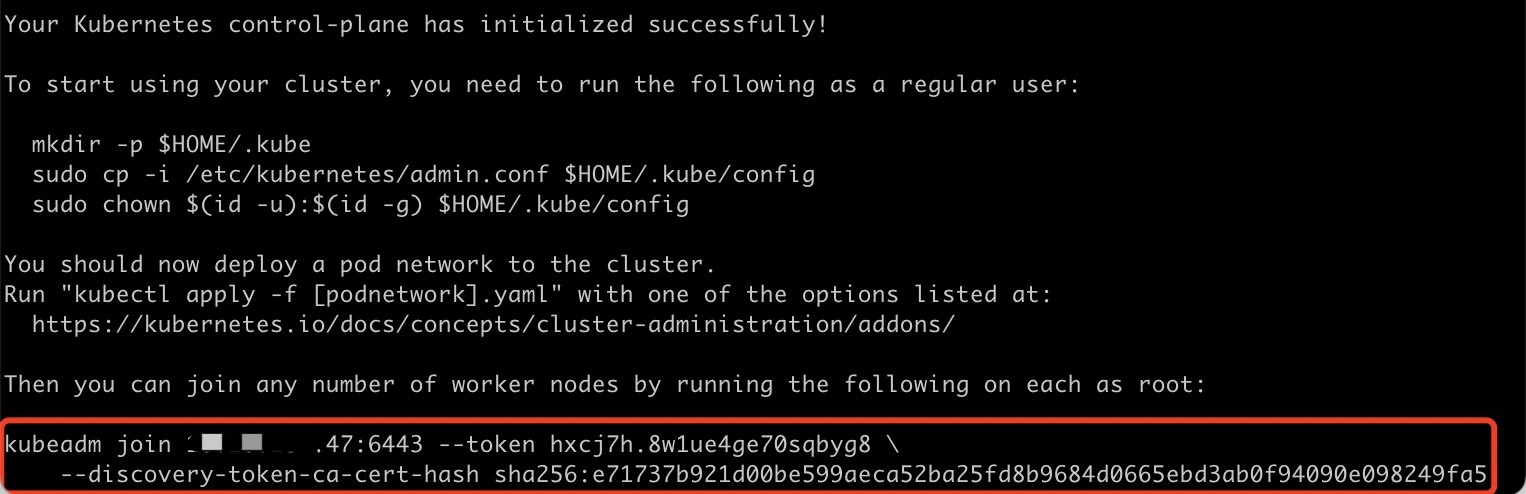 Your Kubernetes control-plane has initialized successfully!
To start using your cluster, you need to run the following as a regular user:
mkdir -p $HOME/.kube
sudo cp -i /etc/kubernetes/admin.conf $HOME/.kube/config
sudo chown $(id -u):$(id -g) $HOME/.kube/config
You should now deploy a pod network to the cluster.
Run "kubectl apply -f [podnetwork].yaml" with one of the options listed at:
https://kubernetes.io/docs/concepts/cluster-administration/addons/
Then you can join any number of worker nodes by running the following on each as root:
kubeadm join .47:6443 --token hxcj7h.8w1ue4ge70sqbyg8 \
--discovery-token-ca-cert-hash sha256:e71737b921d00be599aeca52ba25fd8b9684d0665ebd3ab0f94090e098249fa5